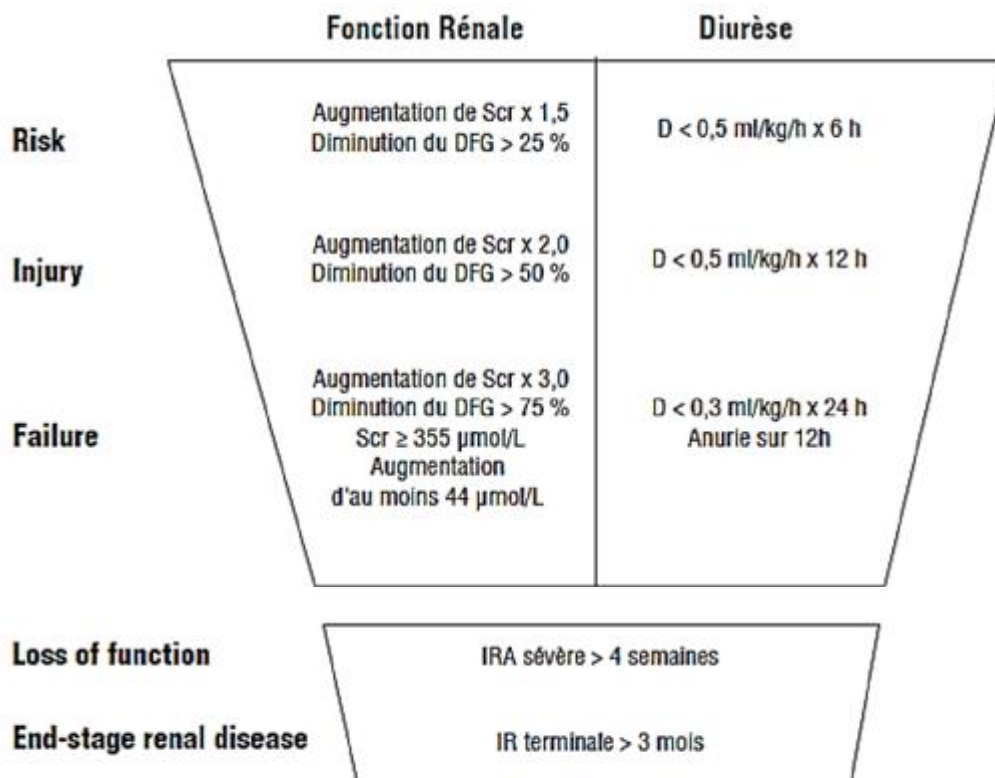 Fonction Rénale Diurèse
Risk
Augmentation de Scr x 1,5
Diminution du DFG > 25 %
D < 0,5 ml/kg/h x 6 h
Injury
Augmentation de Scr x 2,0
Diminution du DFG > 50 %
D < 0,5 ml/kg/h x 12 h
Failure
Augmentation de Scr x 3,0
Diminution du DFG > 75 %
Scr ≥ 355 µmol/L
Augmentation
d'au moins 44 µmol/L
D < 0,3 ml/kg/h x 24 h
Anurie sur 12h
Loss of function
IRA sévère > 4 semaines
End-stage renal disease
IR terminale > 3 mois